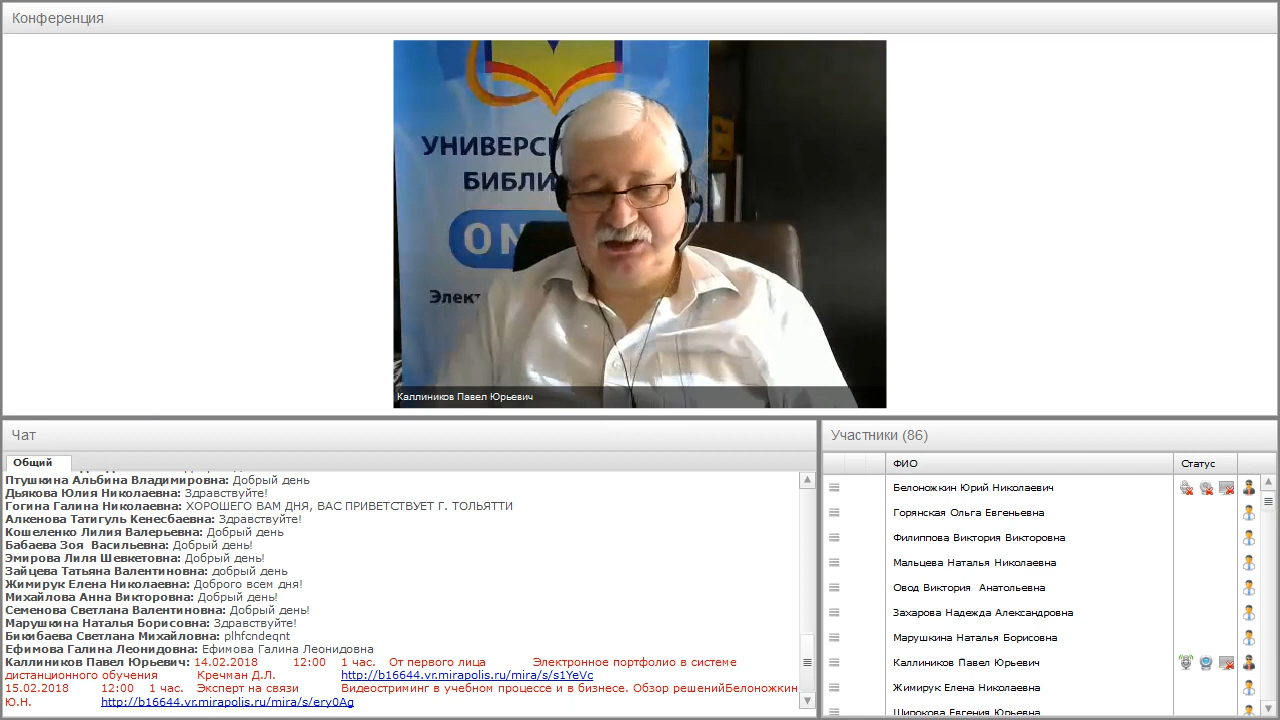 Конференция
УНИВЕРСИ
БИБЛИ
ON
Элект
Каллиников Павел Юрьевич
Чат
Общий
Птушкина Альбина Владимировна: Добрый день
Дьякова Юлия Николаевна: Здравствуйте!
Гогина Галина Николаевна: ХОРОШЕГО ВАМ ДНЯ, ВАС ПРИВЕТСТВУЕТ Г. ТОЛЬЯТТИ
Алкенова Татигуль Кенесбаевна: Здравствуйте!
Кошеленко Лилия Валерьевна: Добрый день
Бабаева Зоя Васильевна: Добрый день!
Эмирова Лиля Шевкетовна: Добрый день!
Зайцева Татьяна Валентиновна: добрый день
Жимирук Елена Николаевна: Доброго всем дня!
Михайлова Анна Викторовна: Добрый день!
Семенова Светлана Валентиновна: Добрый день!
Марушкина Наталья Борисовна: Здравствуйте!
Бикибаева Светлана Михайловна: plhfcndeqnt
Ефимова Галина Леонидовна: Ефимова Галина Леонидовна
Каллиников Павел Юрьевич: 14.02.2018 12:00 1 час. От первого лица Электронное портфолио в системе
дистанционого обучения Кречман Д.Л. http://b16644.vr.mirapolis.ru/mira/s/s1YeVc
15.02.2018 12:00 1 час. Эксперт на связи Видеостриминг в учебном процессе и в бизнесе. Обзор решенийБелоножкин
Ю.Н. http://b16644.vr.mirapolis.ru/mira/s/ery0Ag
Участники (86)
ФИО Статус
Белоножкин Юрий Николаевич
Горянская Ольга Евгеньевна
Филиппова Виктория Викторовна
Мальцева Наталья Николаевна
Овод Виктория Анатольевна
Захарова Надежда Александровна
Марушкина Наталья Борисовна
Каллиников Павел Юрьевич
Жимирук Елена Николаевна
Широкова Евгения Юрьевна